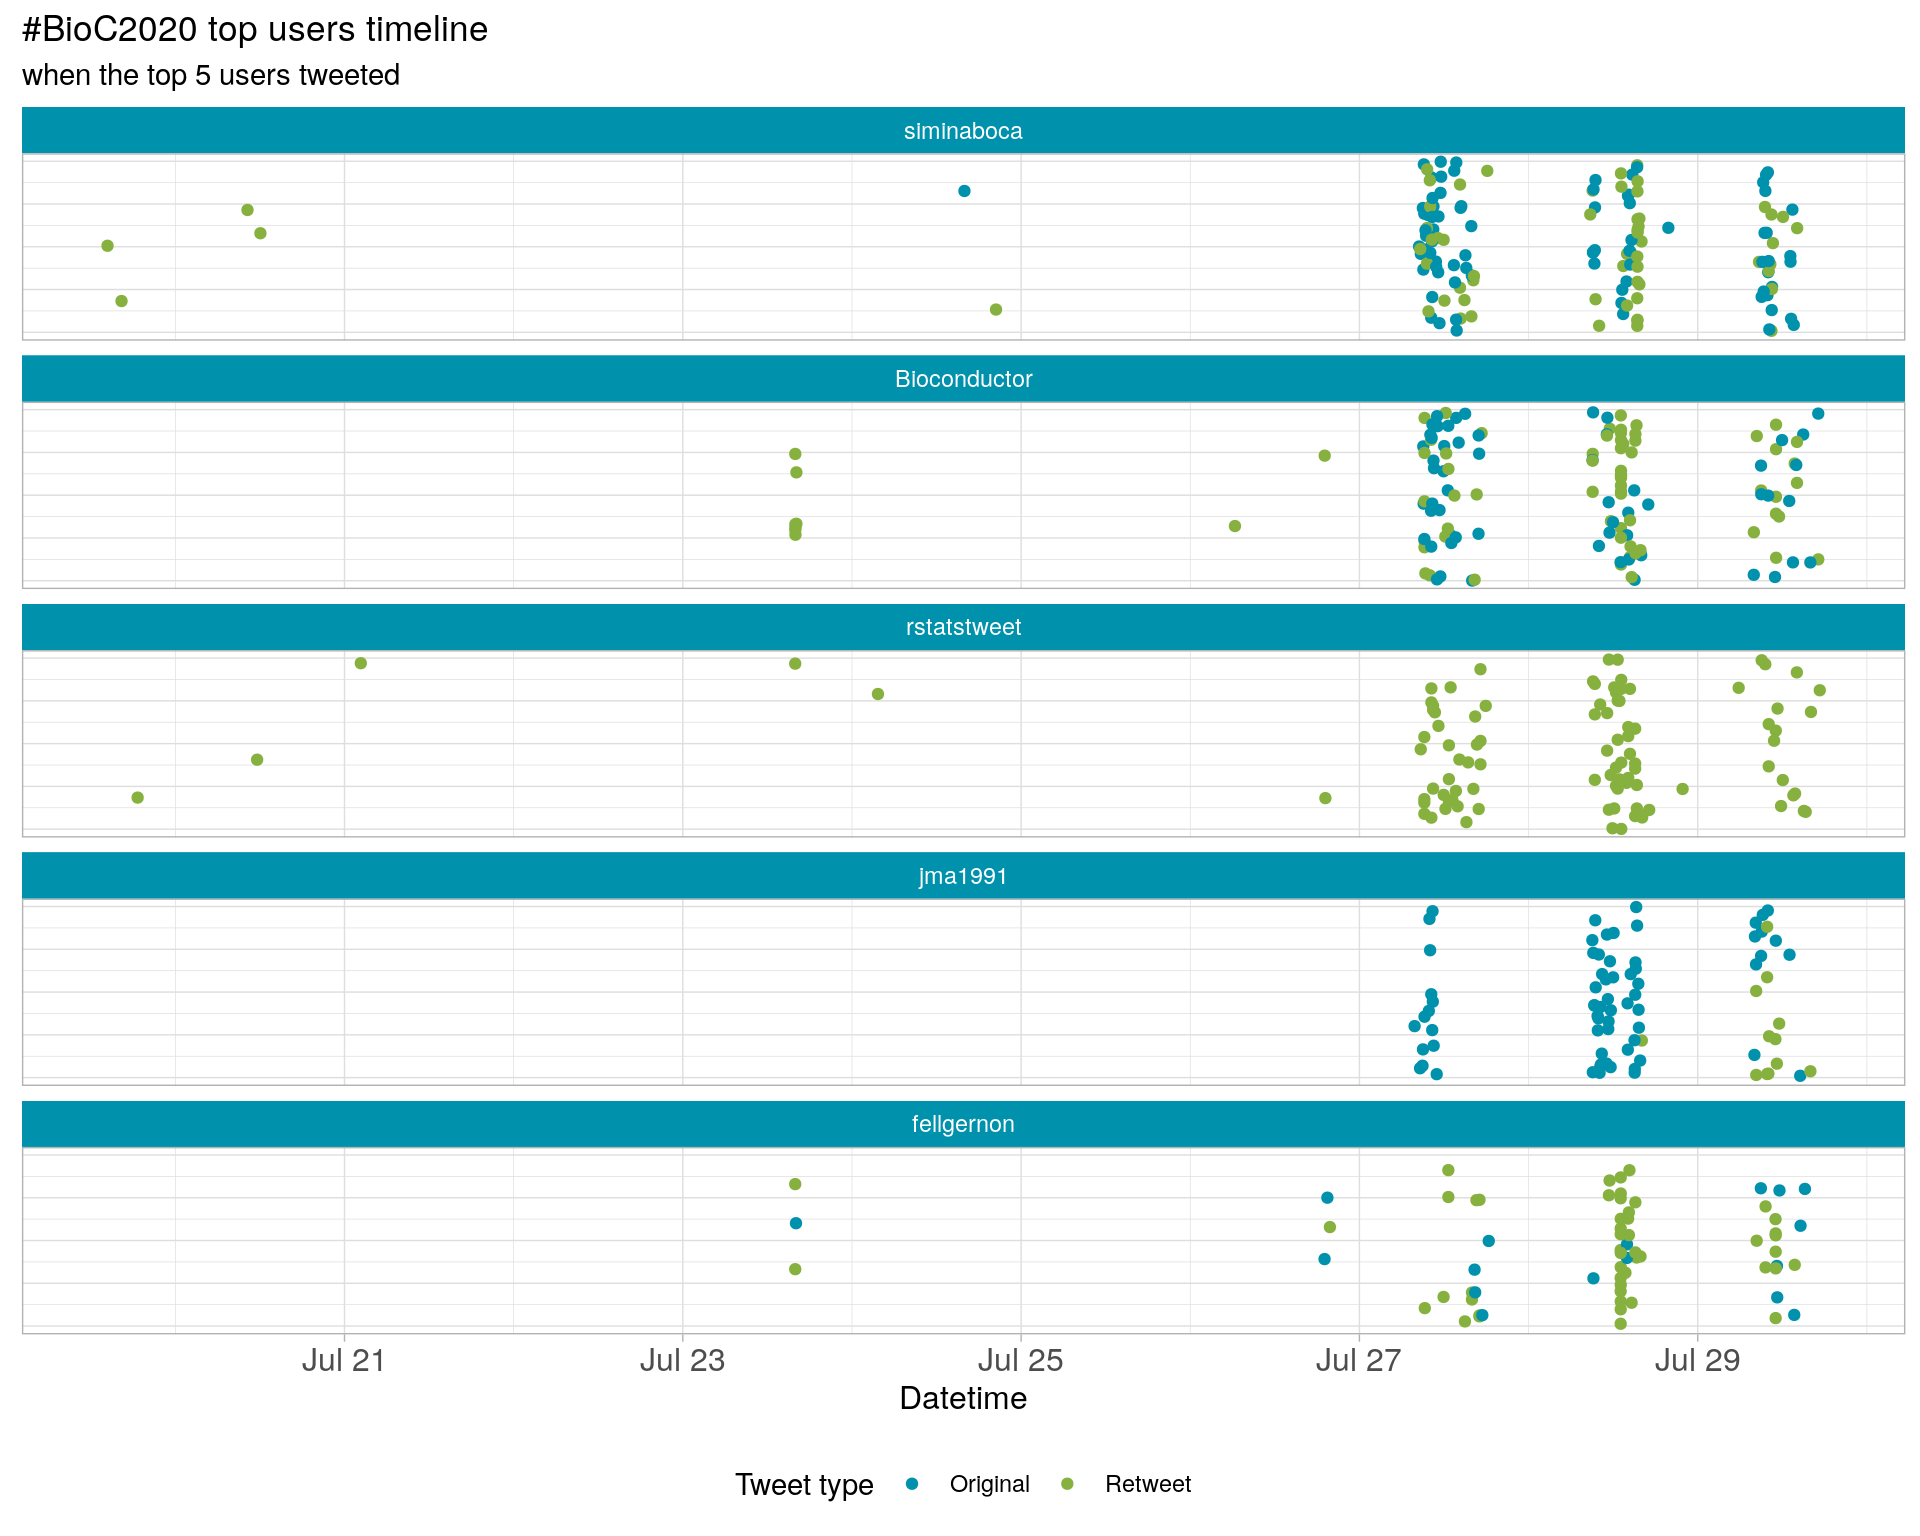 #BioC2020 top users timeline
when the top 5 users tweeted
siminaboca
Bioconductor
rstatstweet
jma1991
fellgernon
Jul 21 Jul 23 Jul 25 Jul 27 Jul 29
Datetime
Tweet type Original Retweet